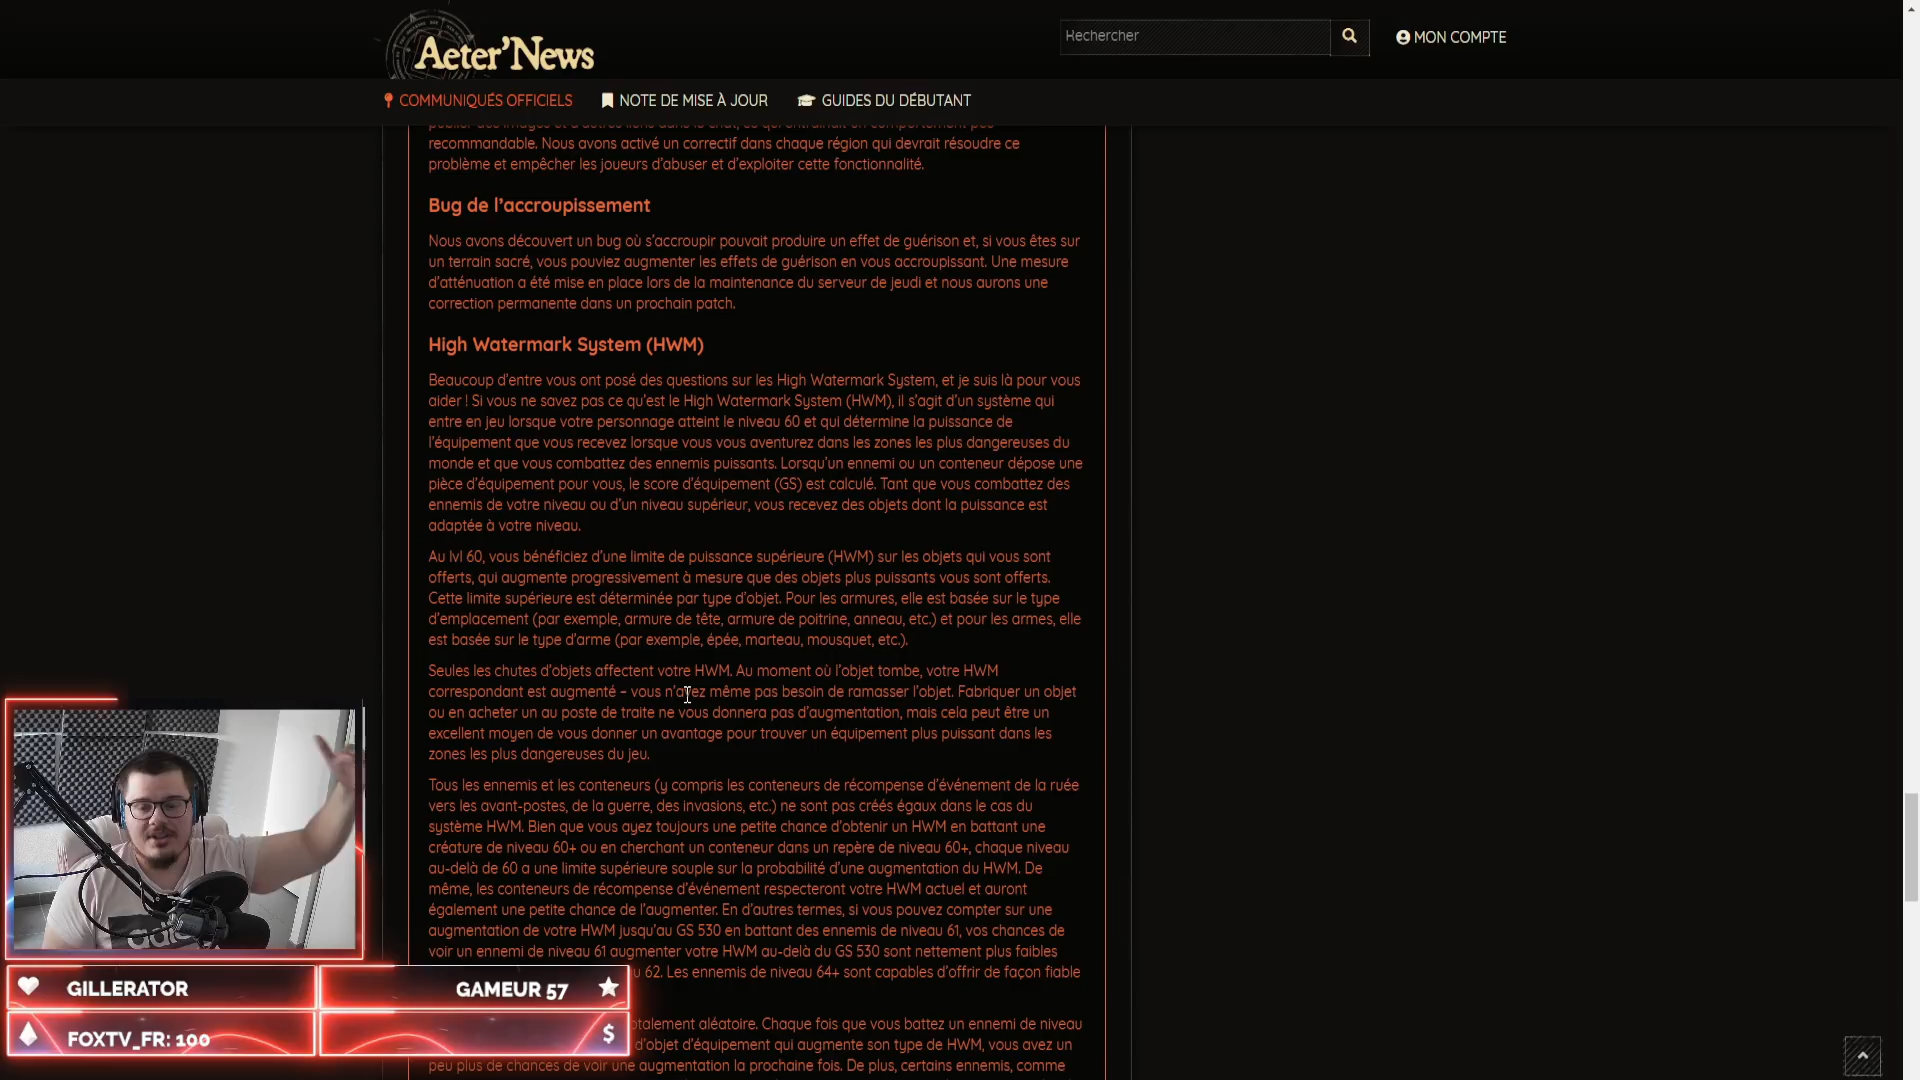 Aeter'News
Rechercher
MON COMPTE
COMMUNIQUÉS OFFICIELS
NOTE DE MISE À JOUR
GUIDES DU DÉBUTANT
recommandable. Nous avons activé un correctif dans chaque région qui devrait résoudre ce
problème et empêcher les joueurs d'abuser et d'exploiter cette fonctionnalité.
Bug de l'accroupissement
Nous avons découvert un bug où s'accroupir pouvait produire un effet de guérison et, si vous êtes sur
un terrain sacré, vous pouviez augmenter les effets de guérison en vous accroupissant. Une mesure
d'atténuation a été mise en place lors de la maintenance du serveur de jeudi et nous aurons une
correction permanente dans un prochain patch.
High Watermark System (HWM)
Beaucoup d'entre vous ont posé des questions sur les High Watermark System, et je suis là pour vous
aider ! Si vous ne savez pas ce qu'est le High Watermark System (HWM), il s'agit d'un système qui
entre en jeu lorsque votre personnage atteint le niveau 60 et qui détermine la puissance de
l'équipement que vous recevez lorsque vous vous aventurez dans les zones les plus dangereuses du
monde et que vous combattez des ennemis puissants. Lorsqu'un ennemi ou un conteneur dépose une
pièce d'équipement pour vous, le score d'équipement (GS) est calculé. Tant que vous combattez des
ennemis de votre niveau ou d'un niveau supérieur, vous recevez des objets dont la puissance est
adaptée à votre niveau.
Au lvl 60, vous bénéficiez d'une limite de puissance supérieure (HWM) sur les objets qui vous sont
offerts, qui augmente progressivement à mesure que des objets plus puissants vous sont offerts.
Cette limite supérieure est déterminée par type d'objet. Pour les armures, elle est basée sur le type
d'emplacement (par exemple, armure de tête, armure de poitrine, anneau, etc.) et pour les armes, elle
est basée sur le type d'arme (par exemple, épée, marteau, mousquet, etc.).
Seules les chutes d'objets affectent votre HWM. Au moment où l'objet tombe, votre HWM
correspondant est augmenté – vous n'avez même pas besoin de ramasser l'objet. Fabriquer un objet
ou en acheter un au poste de traite ne vous donnera pas d'augmentation, mais cela peut être un
excellent moyen de vous donner un avantage pour trouver un équipement plus puissant dans les
zones les plus dangereuses du jeu.
Tous les ennemis et les conteneurs (y compris les conteneurs de récompense d'événement de la ruée
vers les avant-postes, de la guerre, des invasions, etc.) ne sont pas créés égaux dans le cas du
système HWM. Bien que vous ayez toujours une petite chance d'obtenir un HWM en battant une
créature de niveau 60+ ou en cherchant un conteneur dans un repère de niveau 60+, chaque niveau
au-delà de 60 a une limite supérieure souple sur la probabilité d'une augmentation du HWM. De
même, les conteneurs de récompense d'événement respecteront votre HWM actuel et auront
également une petite chance de l'augmenter. En d'autres termes, si vous pouvez compter sur une
augmentation de votre HWM jusqu'au GS 530 en battant des ennemis de niveau 61, vos chances de
voir un ennemi de niveau 61 augmenter votre HWM au-delà du GS 530 sont nettement plus faibles
u 62. Les ennemis de niveau 64+ sont capables d'offrir de façon fiable
otalement aléatoire. Chaque fois que vous battez un ennemi de niveau
d'objet d'équipement qui augmente son type de HWM, vous avez un
peu plus de chances de voir une augmentation la prochaine fois. De plus, certains ennemis, comme
adidas
GILLERATOR
GAMEUR 57
FOXTV_FR: 100
$